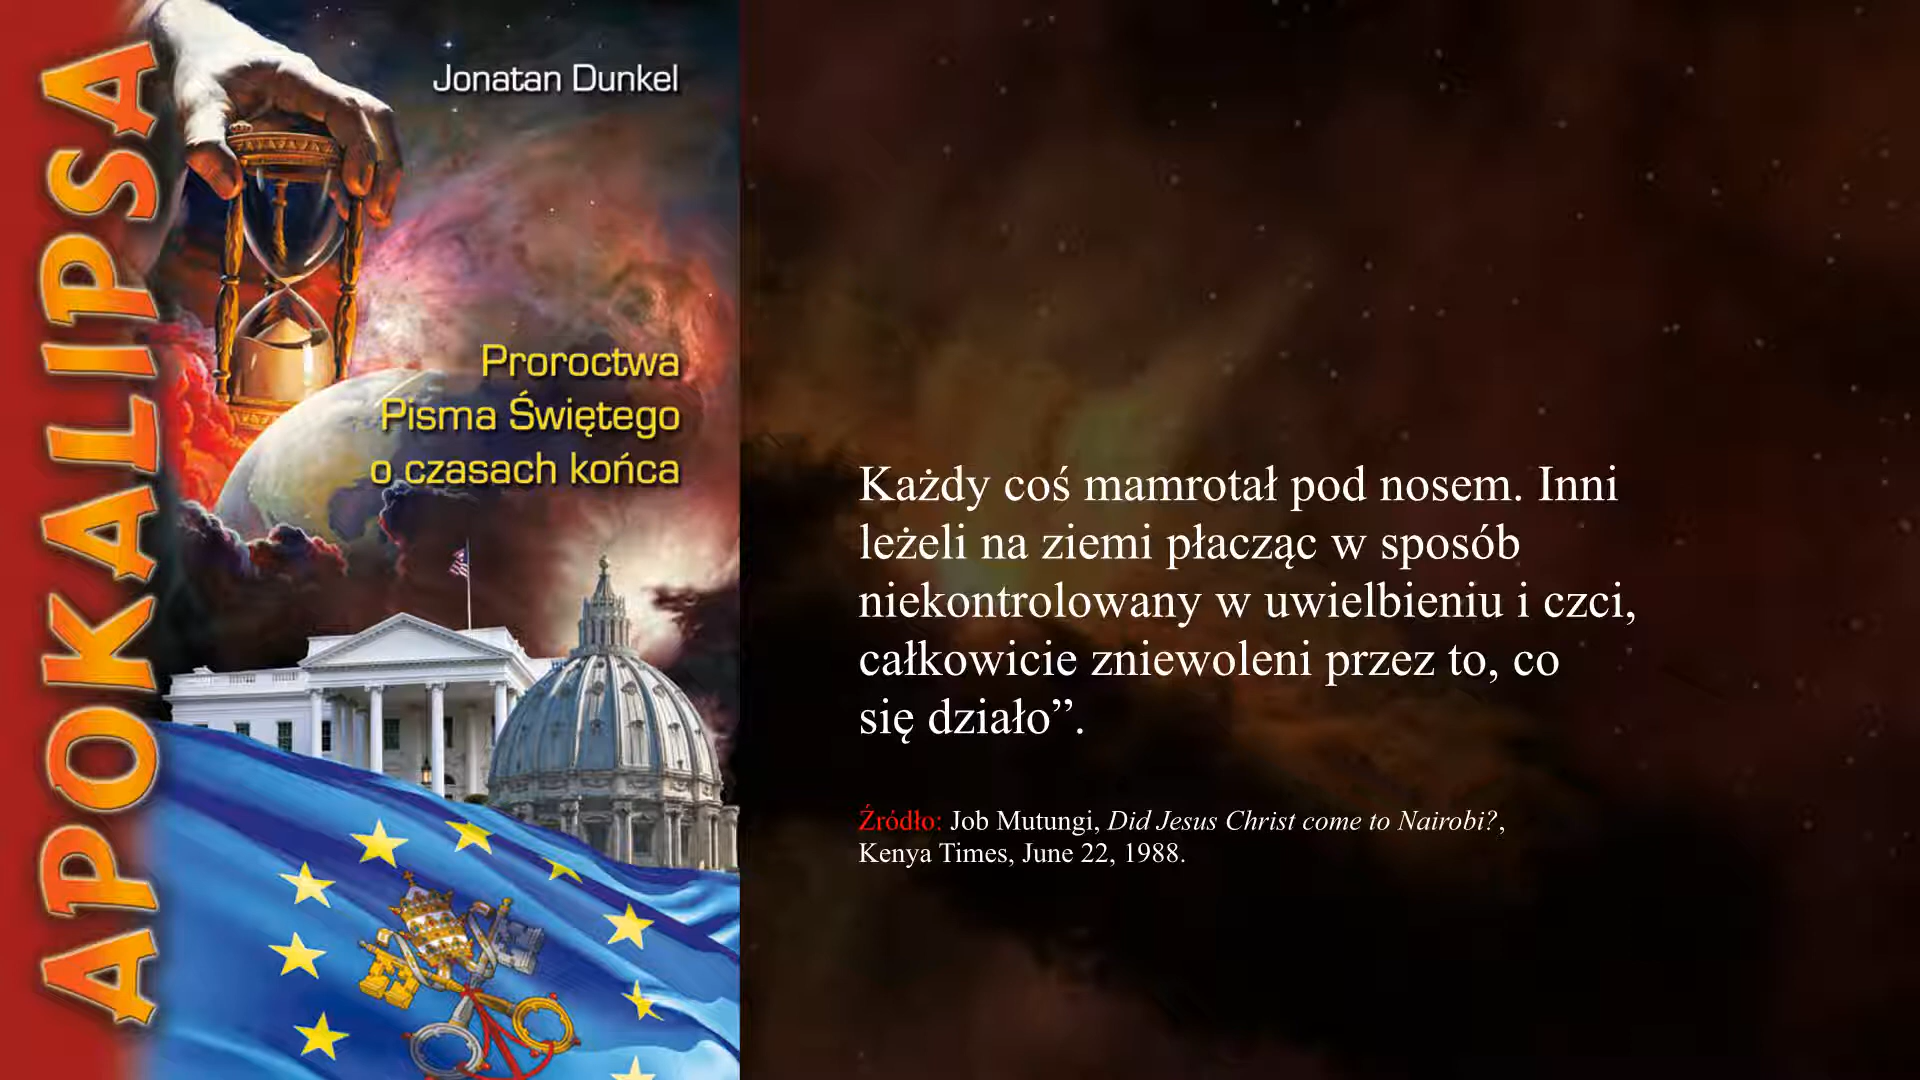 APOKALIPSA
Jonatan Dunkel
Proroctwa
Pisma Świętego
o czasach końca
Każdy coś mamrotał pod nosem. Inni
leżeli na ziemi płacząc w sposób
niekontrolowany w uwielbieniu i czci,
całkowicie zniewoleni przez to, co
się działo”.
Źródło: Job Mutungi, Did Jesus Christ come to Nairobi?,
Kenya Times, June 22, 1988.